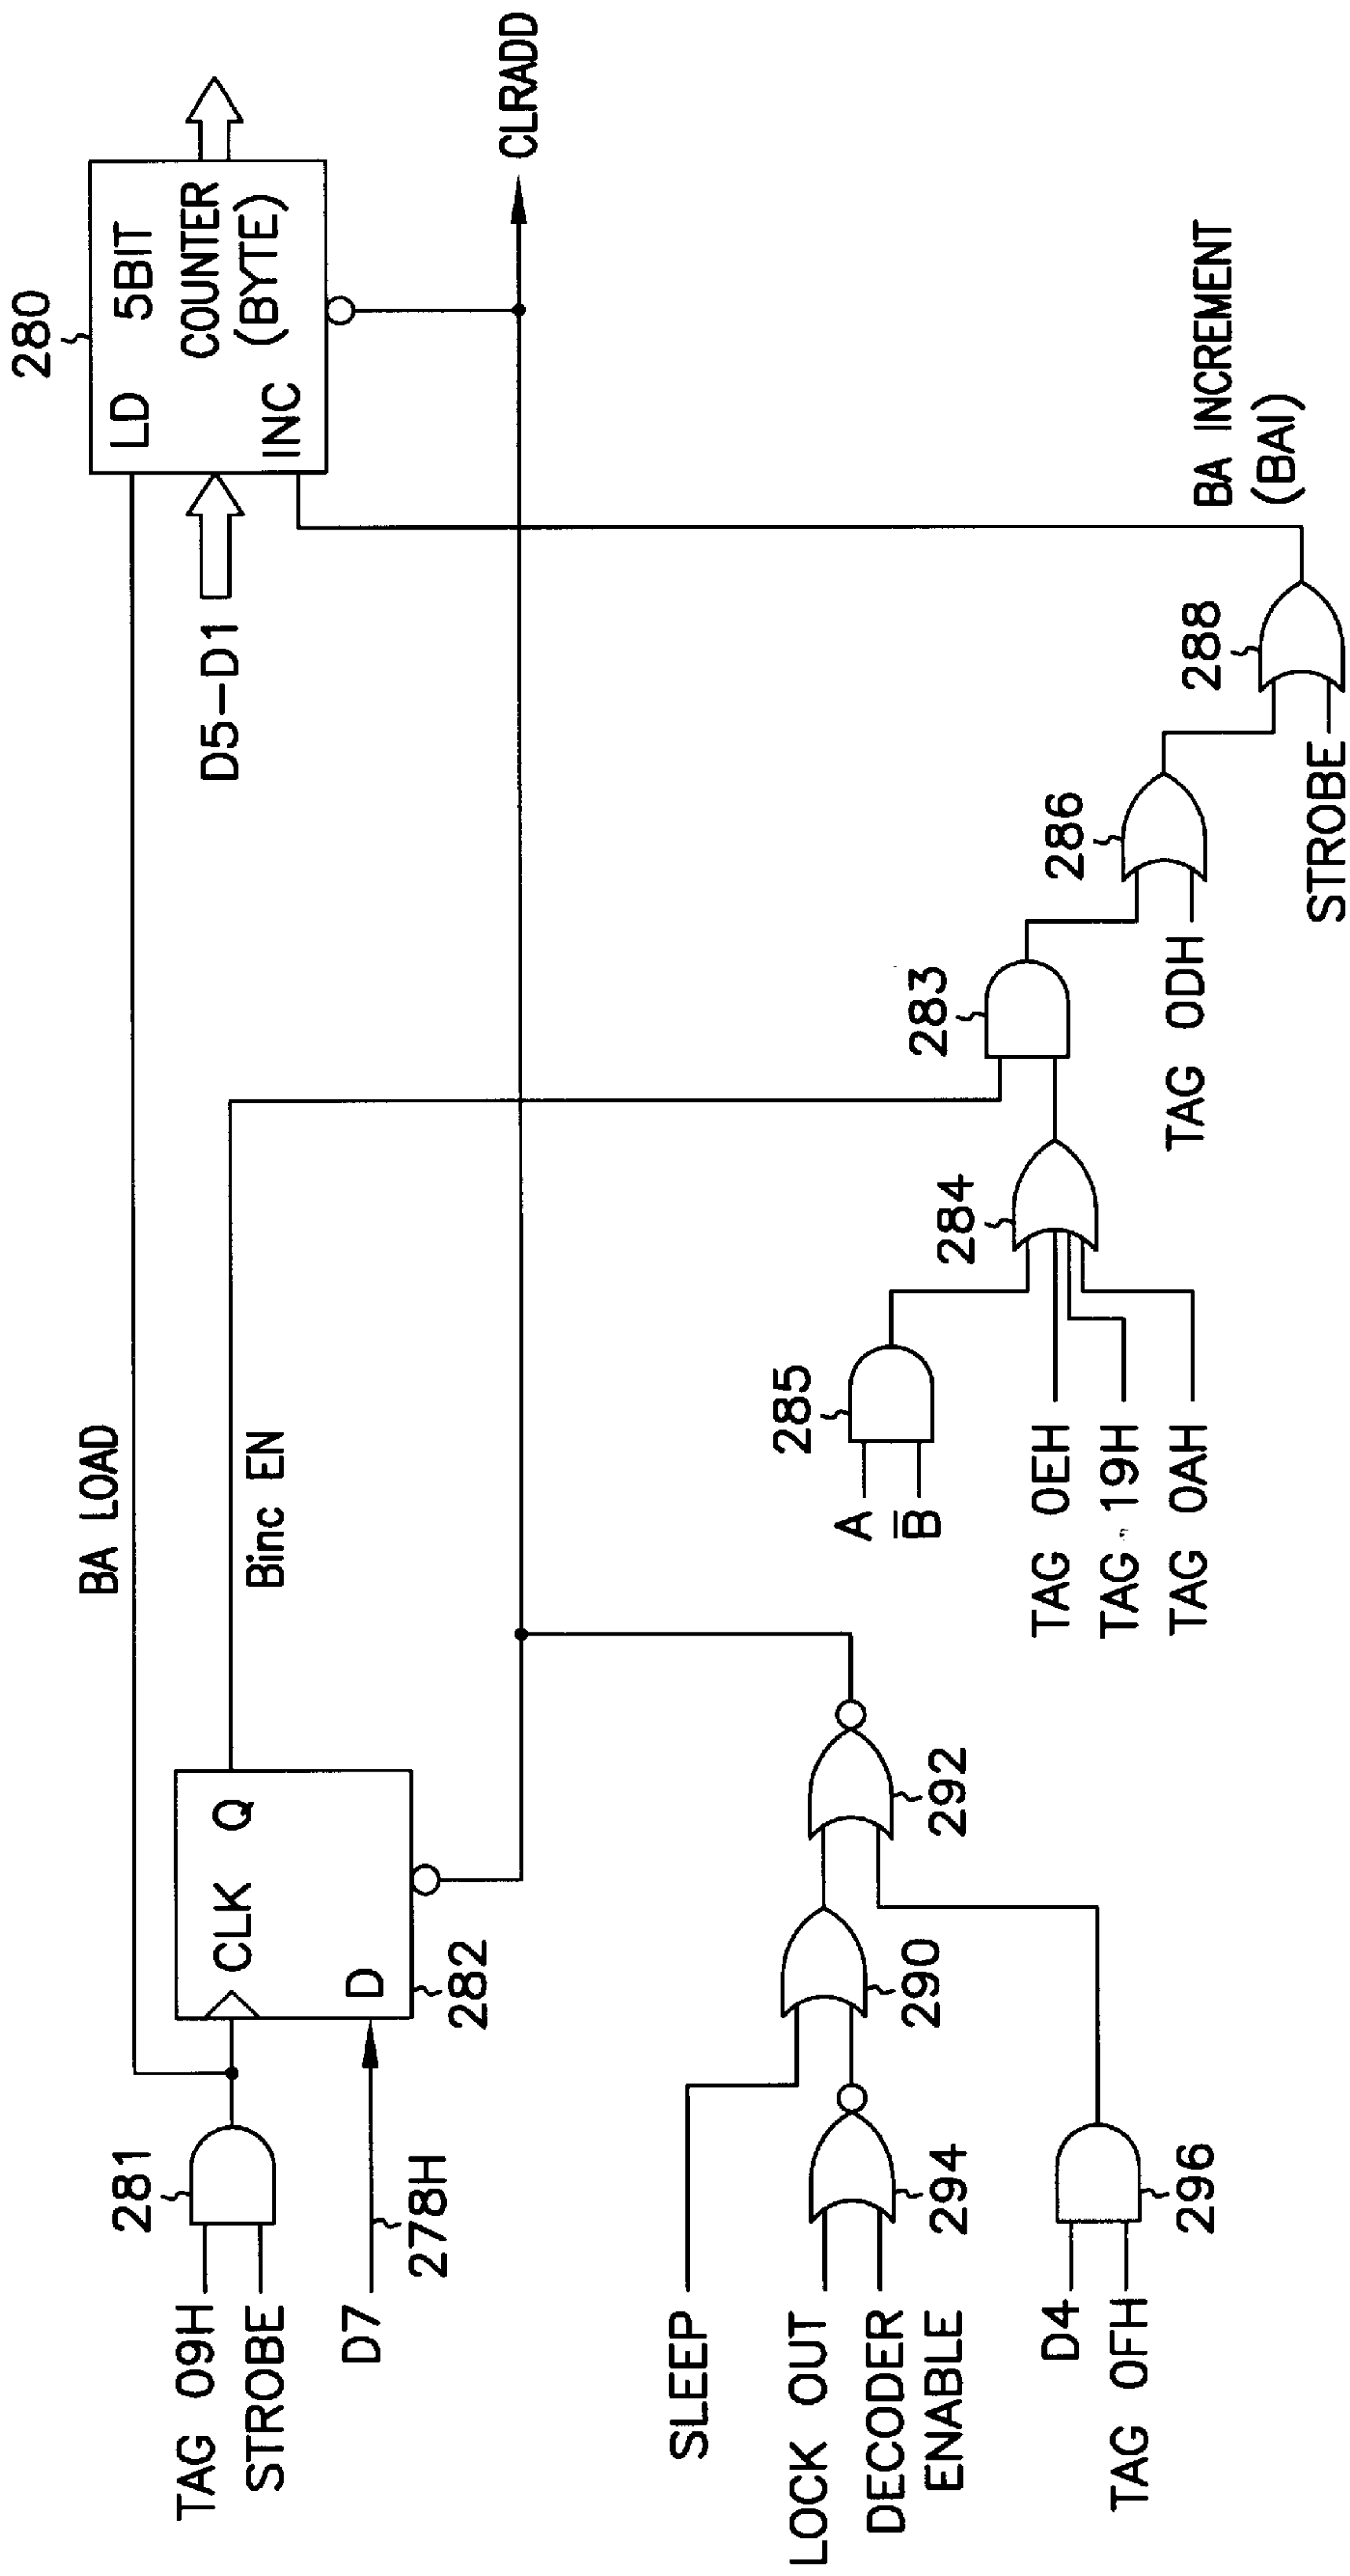 280
LD 5BIT
COUNTER
(BYTE)
INC
BA LOAD
D5-D1
CLRADD
TAG 09H
STROBE
281
CLK Q
D
282
Binc EN
D7
278H
SLEEP
LOCK OUT
DECODER
ENABLE
294
290
292
D4
TAG 0FH
296
A
B̅
285
TAG 0EH
TAG 19H
TAG 0AH
284
283
TAG 0DH
286
STROBE
288
BA INCREMENT
(BAI)